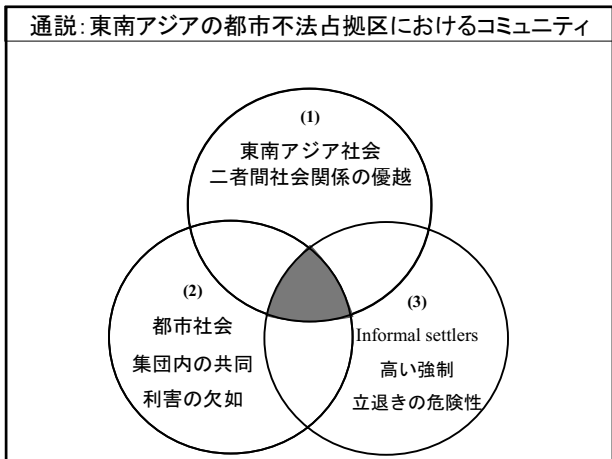 通説:東南アジアの都市不法占拠区におけるコミュニティ
(1)
東南アジア社会
二者間社会関係の優越
(2)
都市社会
集団内の共同
利害の欠如
(3)
Informal settlers
高い強制
立退きの危険性